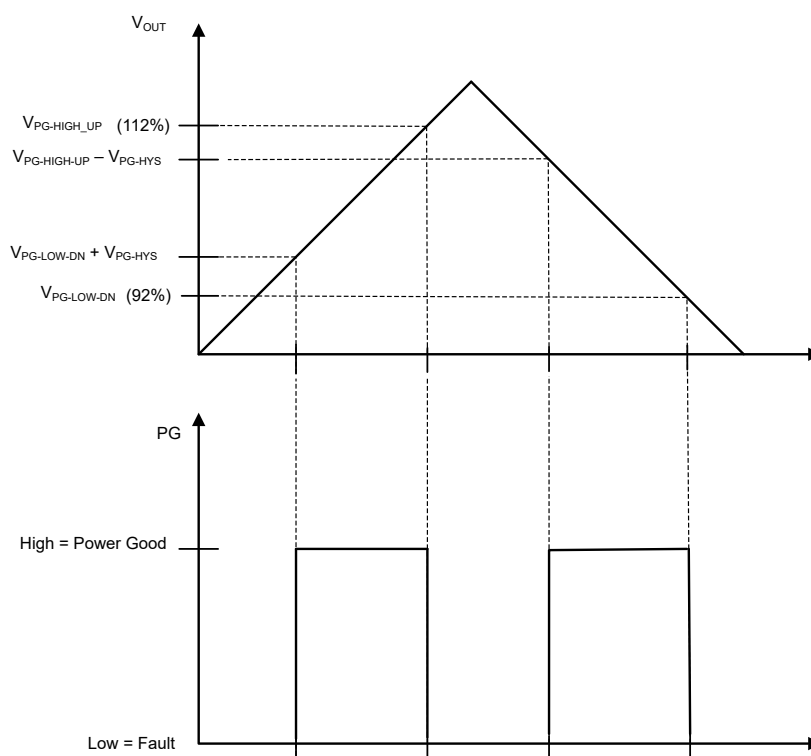 VOUT
VPG-HIGH_UP (112%)
VPG-HIGH-UP – VPG-HYS
VPG-LOW-DN + VPG-HYS
VPG-LOW-DN (92%)
PG
High = Power Good
Low = Fault